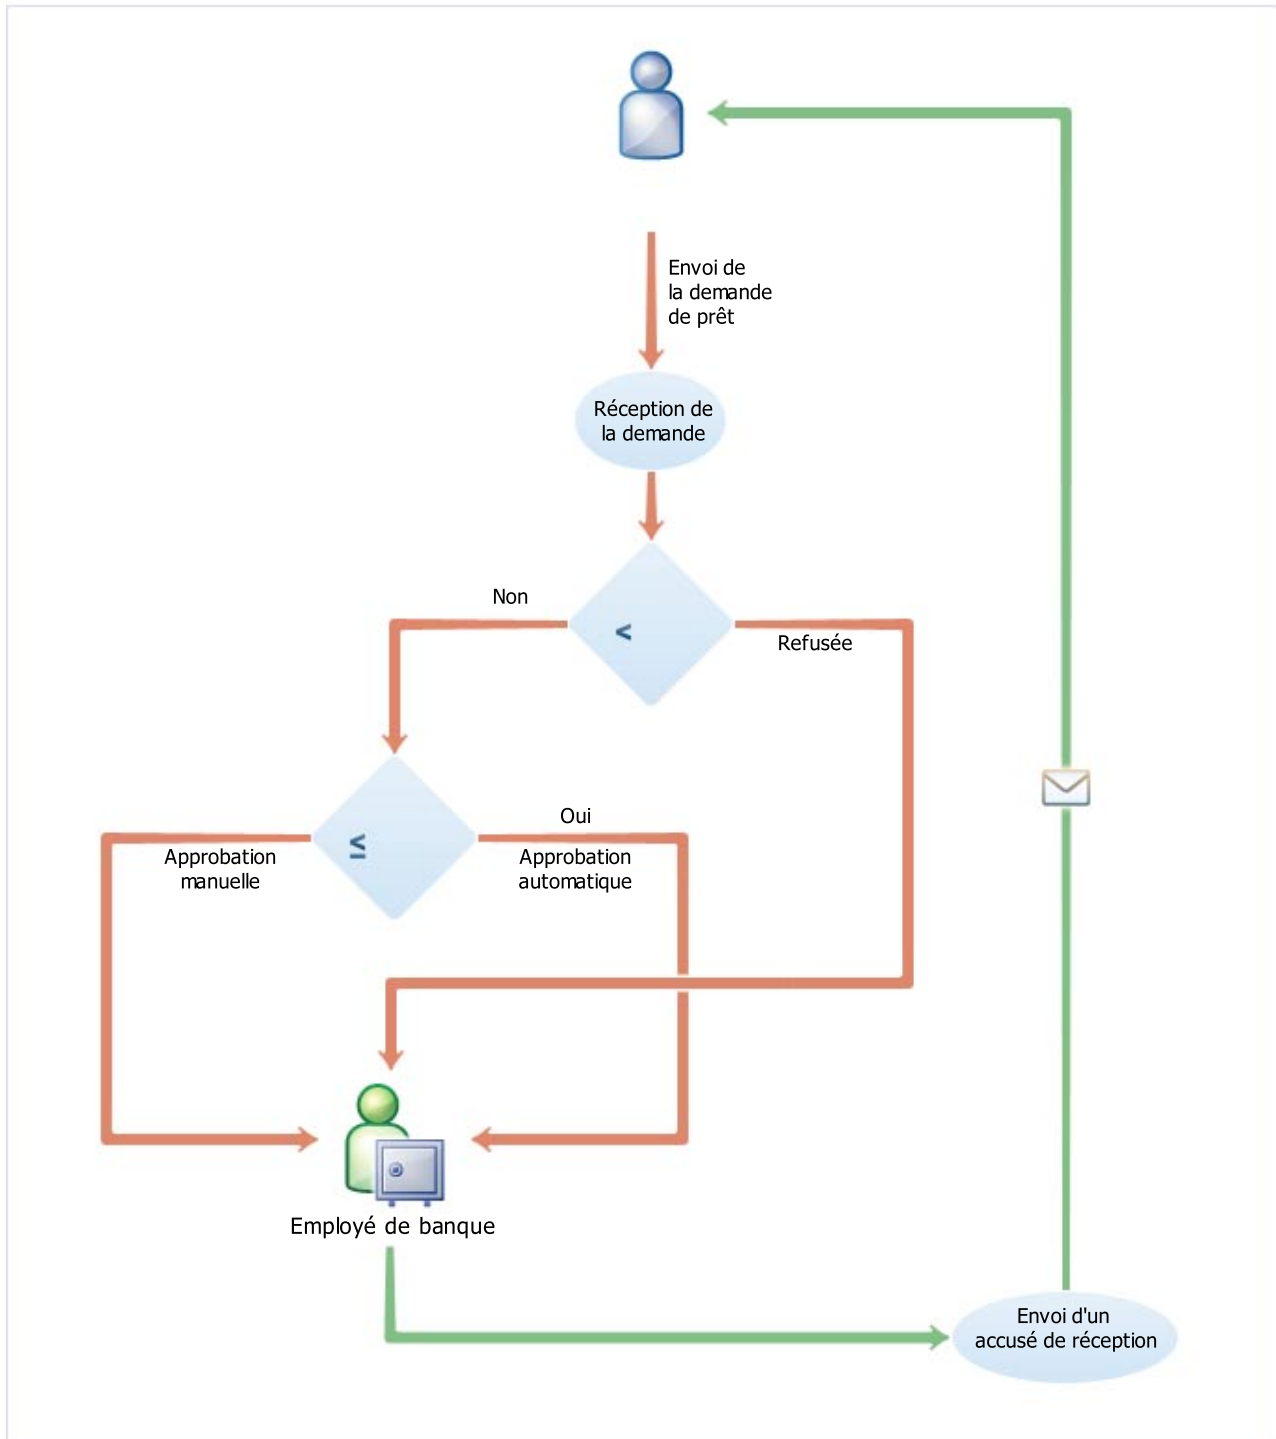 Envoi de
la demande
de prêt
Réception de
la demande
Non
<
Refusée
Oui
≤
Approbation
manuelle
Approbation
automatique
Employé de banque
Envoi d'un
accusé de réception